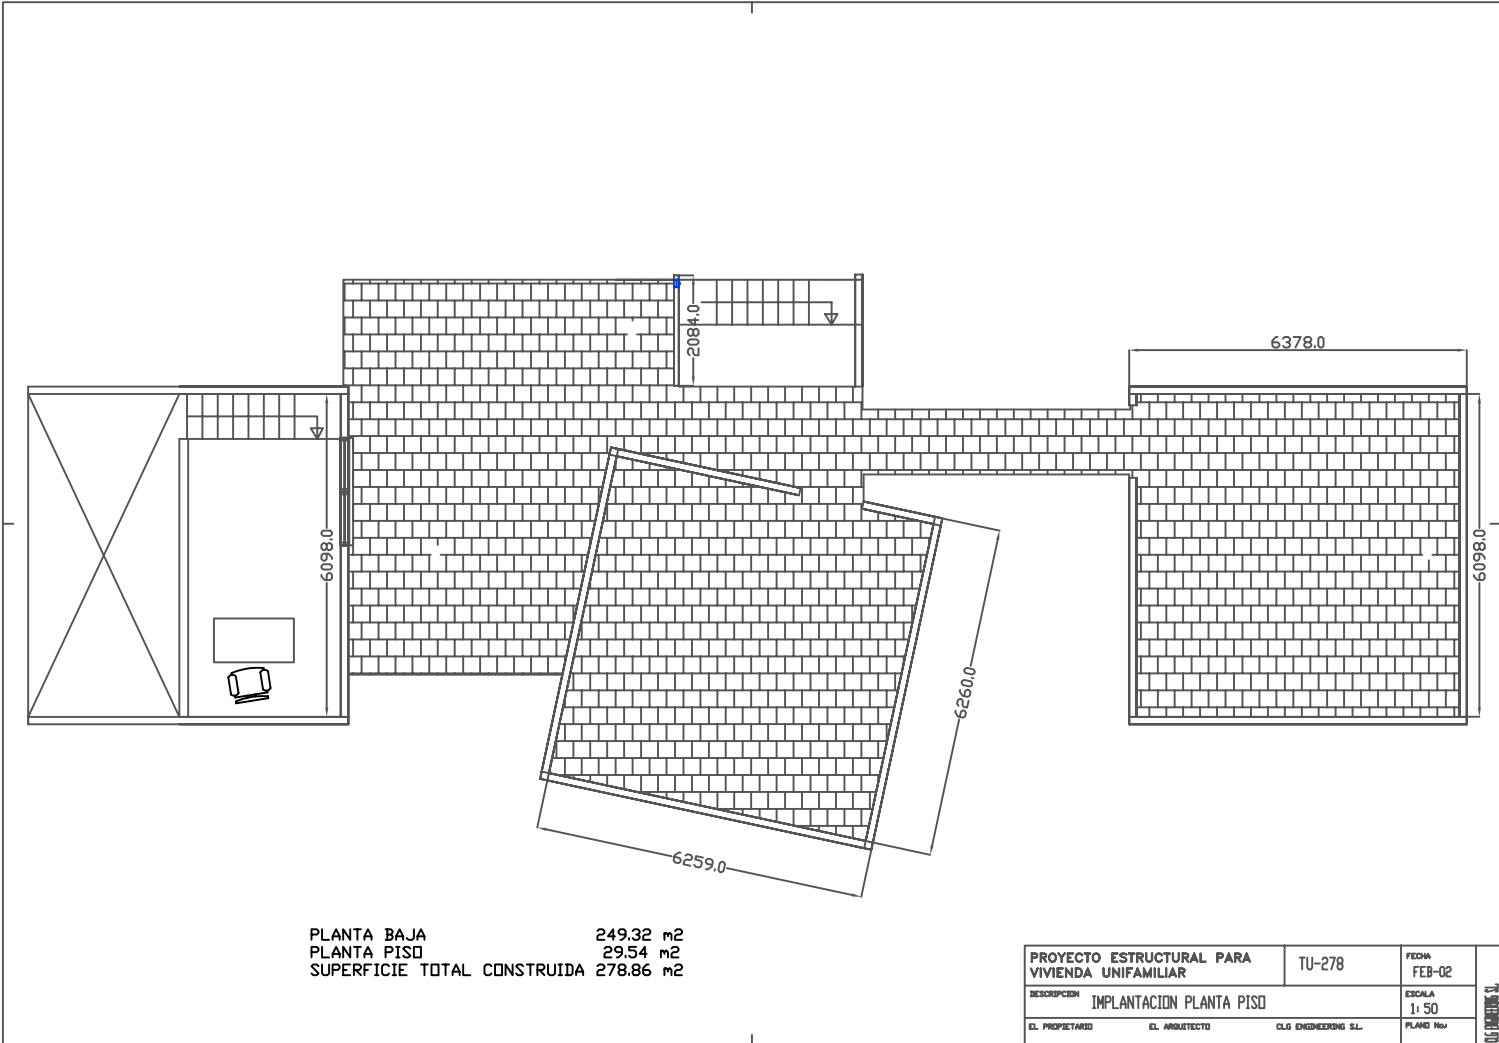 2084.0
6378.0
6098.0
6098.0
6260.0
6259.0
PLANTA BAJA 249.32 m2
PLANTA PISO 29.54 m2
SUPERFICIE TOTAL CONSTRUIDA 278.86 m2
PROYECTO ESTRUCTURAL PARA
VIVIENDA UNIFAMILIAR
TU-278
FECHA
FEB-02
DESCRIPCION
IMPLANTACION PLANTA PISO
ESCALA
1:50
EL PROPIETARIO EL ARQUITECTO CLG ENGINEERING S.L.
PLANO No: